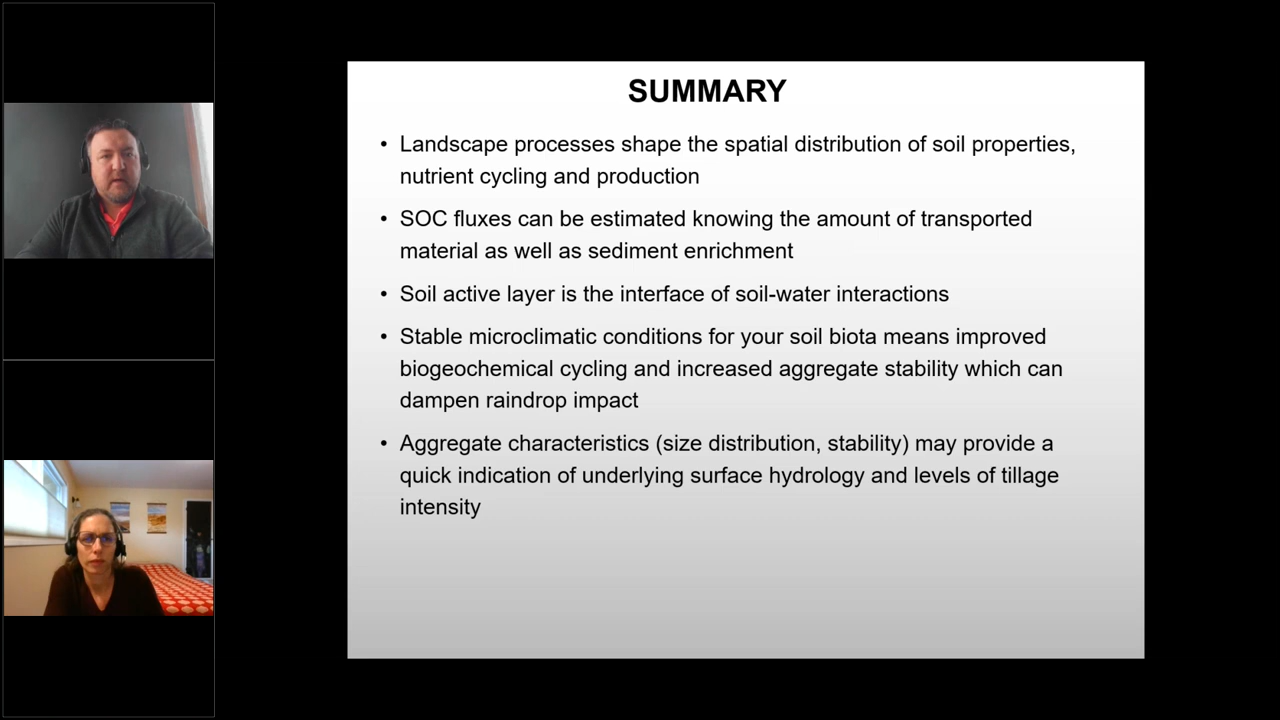 SUMMARY
• Landscape processes shape the spatial distribution of soil properties,
nutrient cycling and production
• SOC fluxes can be estimated knowing the amount of transported
material as well as sediment enrichment
• Soil active layer is the interface of soil-water interactions
• Stable microclimatic conditions for your soil biota means improved
biogeochemical cycling and increased aggregate stability which can
dampen raindrop impact
• Aggregate characteristics (size distribution, stability) may provide a
quick indication of underlying surface hydrology and levels of tillage
intensity